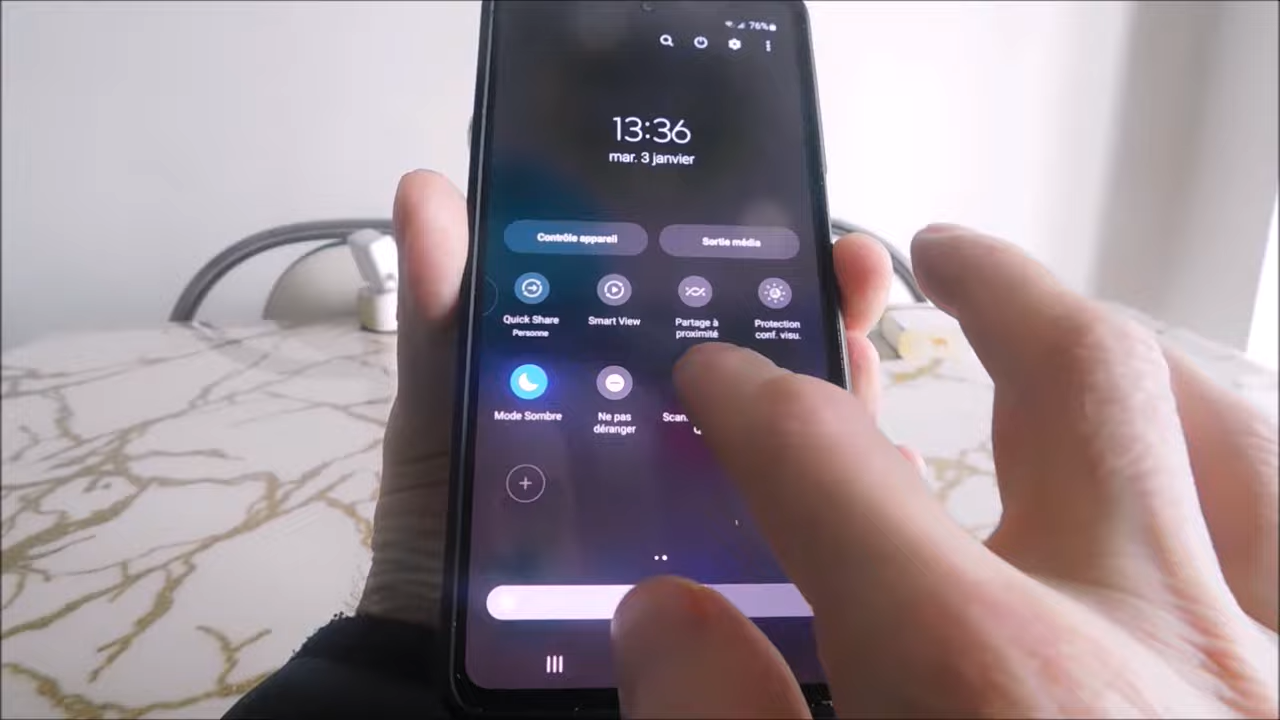 76%
13:36
mar. 3 janvier
Contrôle appareil
Sortie média
Quick Share
Personne
Smart View
Partage à
proximité
Protection
conf. visu.
Mode Sombre
Ne pas
déranger
Scan.